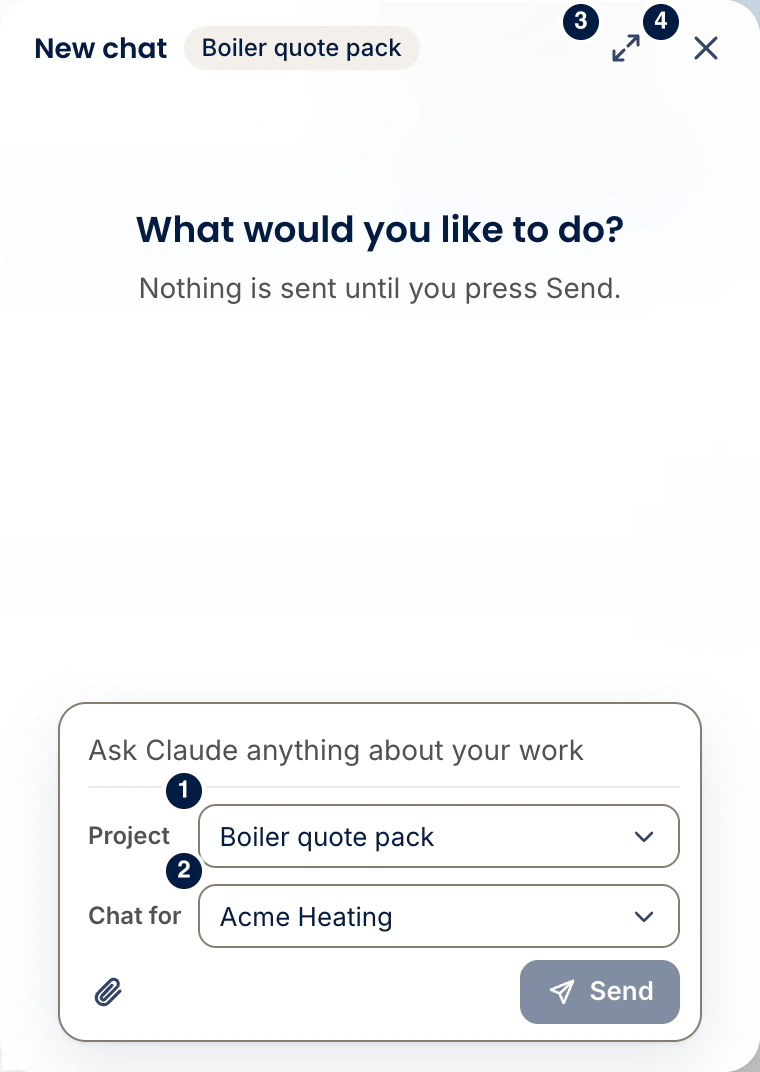 New chat
Boiler quote pack
3
4
What would you like to do?
Nothing is sent until you press Send.
Ask Claude anything about your work
1
Project
Boiler quote pack
2
Chat for
Acme Heating
Send